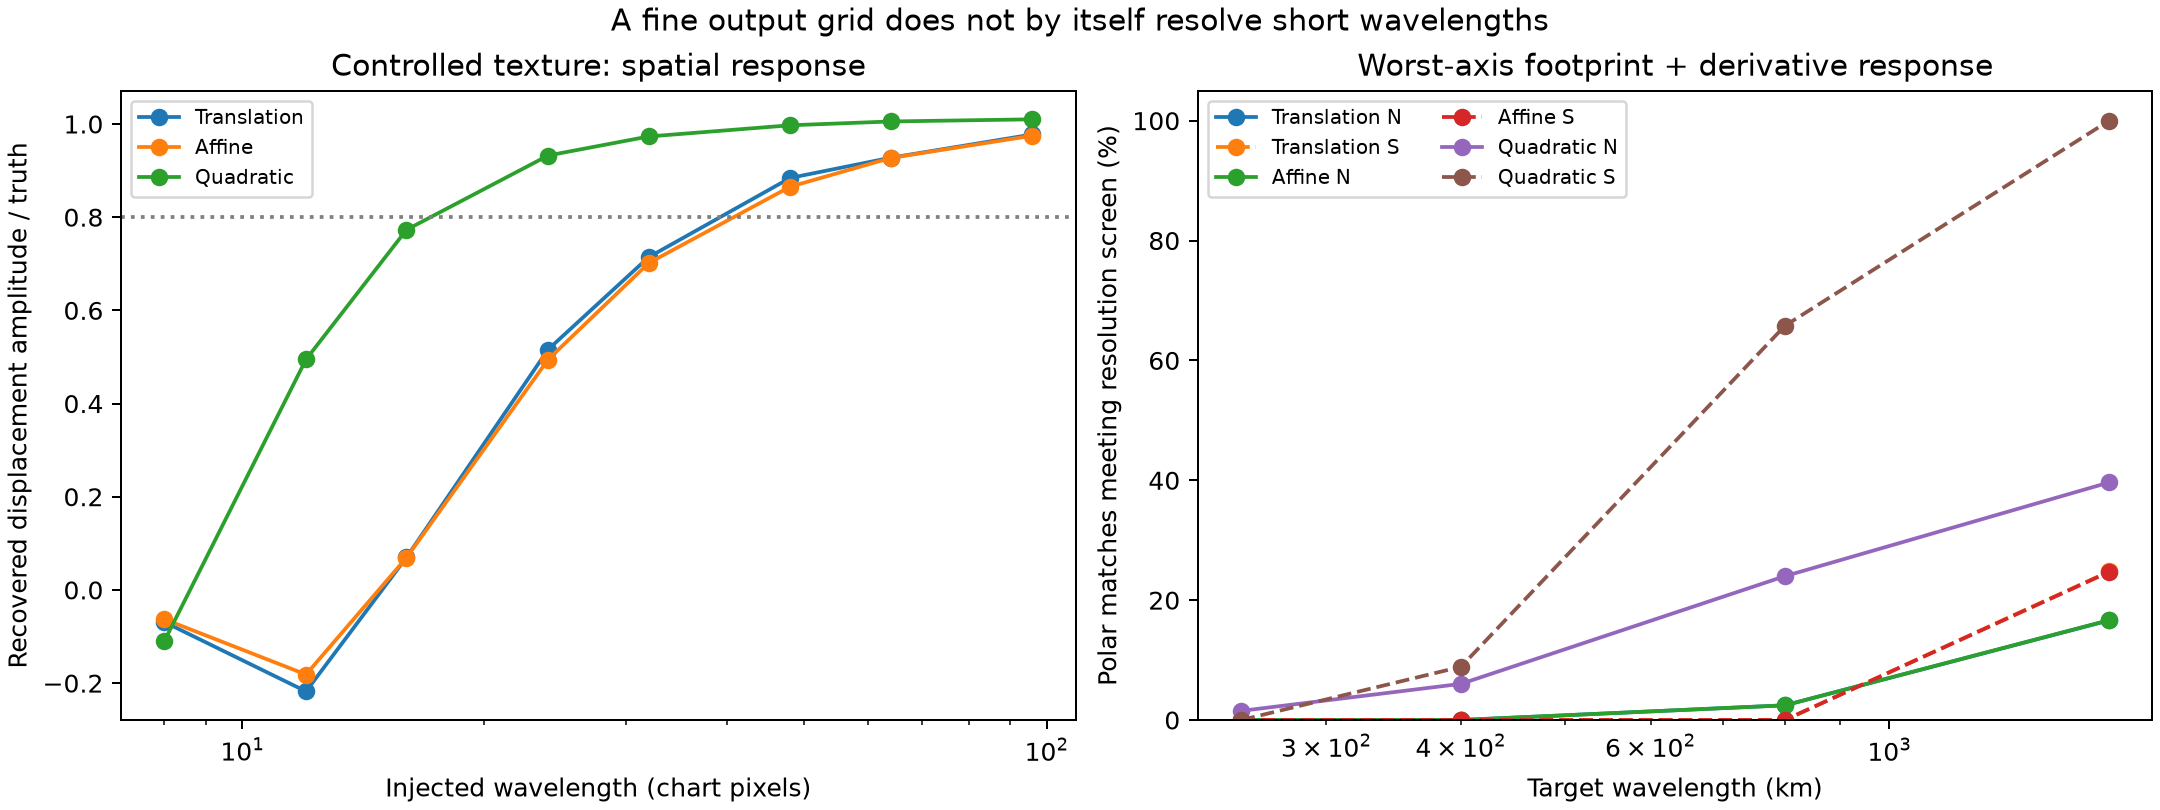 A fine output grid does not by itself resolve short wavelengths
Controlled texture: spatial response
Translation
Affine
Quadratic
1.0
0.8
0.6
0.4
0.2
0.0
−0.2
Recovered displacement amplitude / truth
10¹
10²
Injected wavelength (chart pixels)
Worst-axis footprint + derivative response
Translation N
Translation S
Affine N
Affine S
Quadratic N
Quadratic S
100
80
60
40
20
0
Polar matches meeting resolution screen (%)
3 × 10²
4 × 10²
6 × 10²
10³
Target wavelength (km)